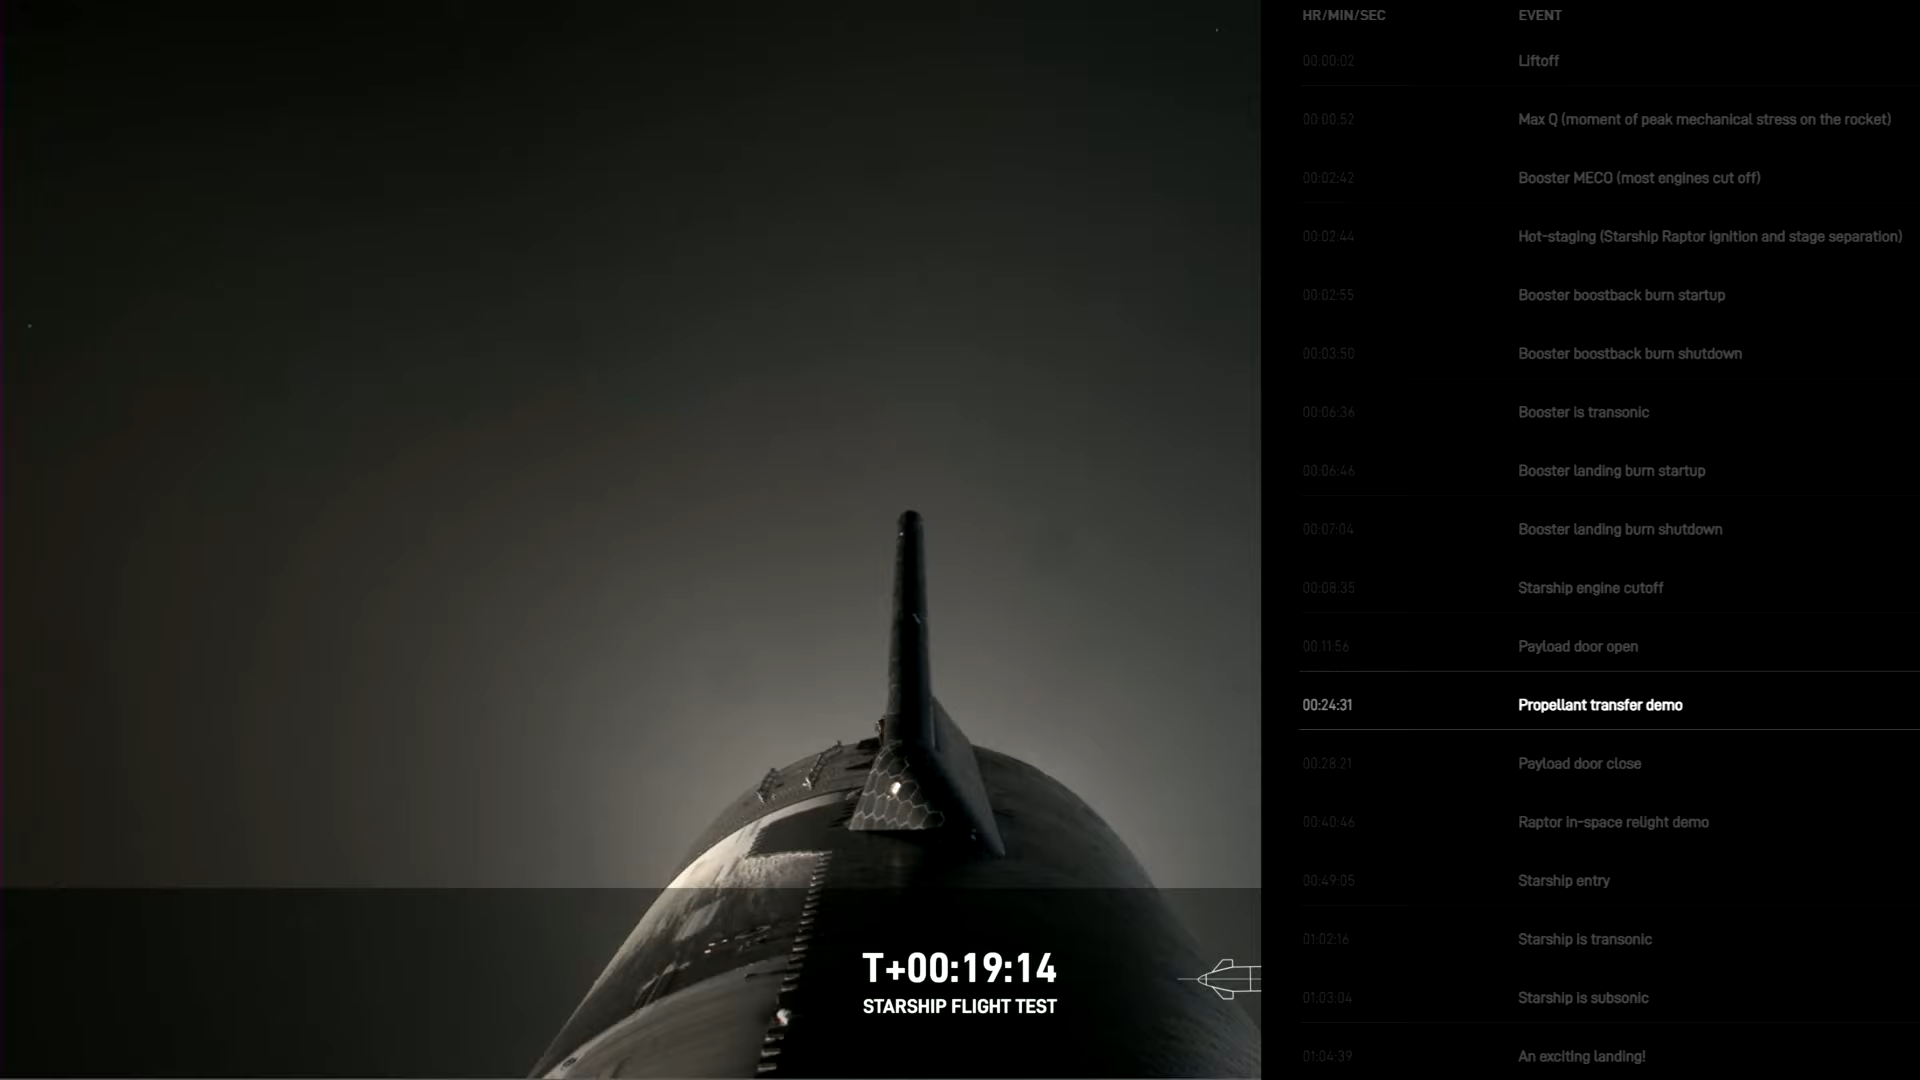 HR/MIN/SEC EVENT
00:00:02 Liftoff
00:00:52 Max Q (moment of peak mechanical stress on the rocket)
00:02:42 Booster MECO (most engines cut off)
00:02:44 Hot-staging (Starship Raptor ignition and stage separation)
00:02:55 Booster boostback burn startup
00:03:50 Booster boostback burn shutdown
00:06:36 Booster is transonic
00:06:46 Booster landing burn startup
00:07:04 Booster landing burn shutdown
00:08:35 Starship engine cutoff
00:11:56 Payload door open
00:24:31 Propellant transfer demo
00:28:21 Payload door close
00:40:46 Raptor in-space relight demo
00:49:05 Starship entry
01:02:16 Starship is transonic
01:03:04 Starship is subsonic
01:04:39 An exciting landing!
T+00:19:14
STARSHIP FLIGHT TEST